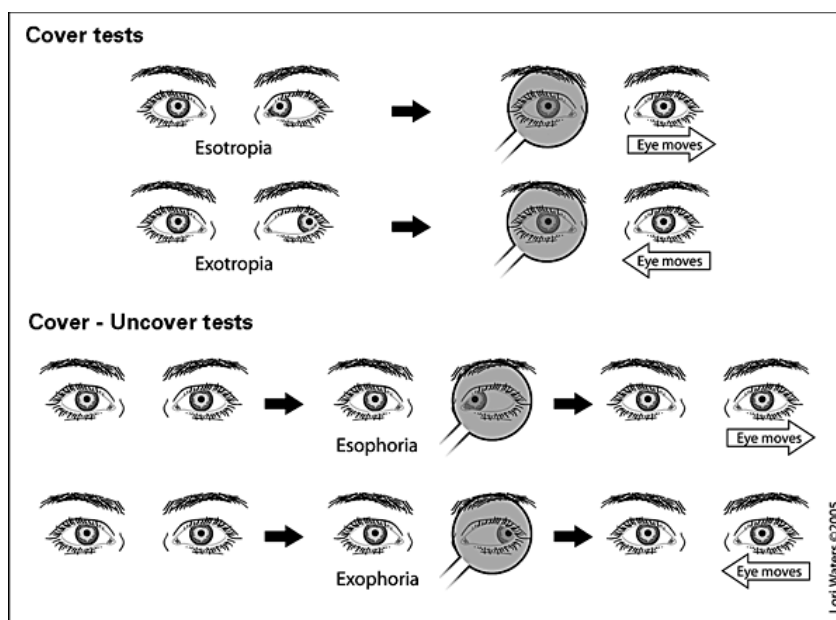 Cover tests
Esotropia
Eye moves
Exotropia
Eye moves
Cover - Uncover tests
Esophoria
Eye moves
Exophoria
Eye moves
Lori Waters ©2005